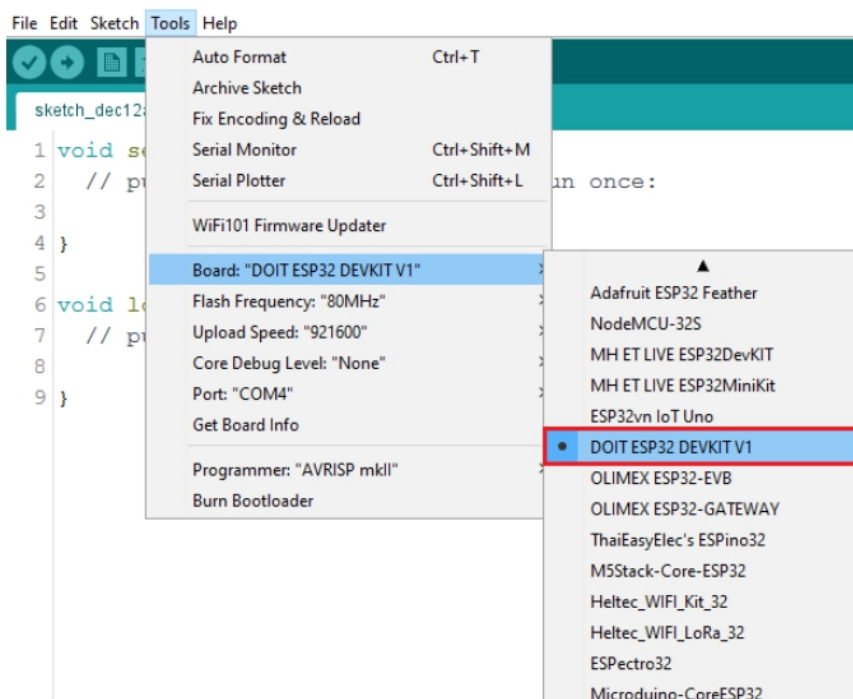 File Edit Sketch Tools Help
Auto Format Ctrl+T
Archive Sketch
sketch_dec12a
Fix Encoding & Reload
1 void se
Serial Monitor Ctrl+Shift+M
2 // pu
Serial Plotter Ctrl+Shift+L
un once:
3
WiFi101 Firmware Updater
4 }
5
Board: "DOIT ESP32 DEVKIT V1"
6 void lo
Flash Frequency: "80MHz"
7 // pu
Upload Speed: "921600"
8
Core Debug Level: "None"
9 }
Port: "COM4"
Get Board Info
Programmer: "AVRISP mkII"
Burn Bootloader
Adafruit ESP32 Feather
NodeMCU-32S
MH ET LIVE ESP32DevKIT
MH ET LIVE ESP32MiniKit
ESP32vn IoT Uno
DOIT ESP32 DEVKIT V1
OLIMEX ESP32-EVB
OLIMEX ESP32-GATEWAY
ThaiEasyElec's ESPino32
M5Stack-Core-ESP32
Heltec_WIFI_Kit_32
Heltec_WIFI_LoRa_32
ESPectro32
Microduino-CoreESP32